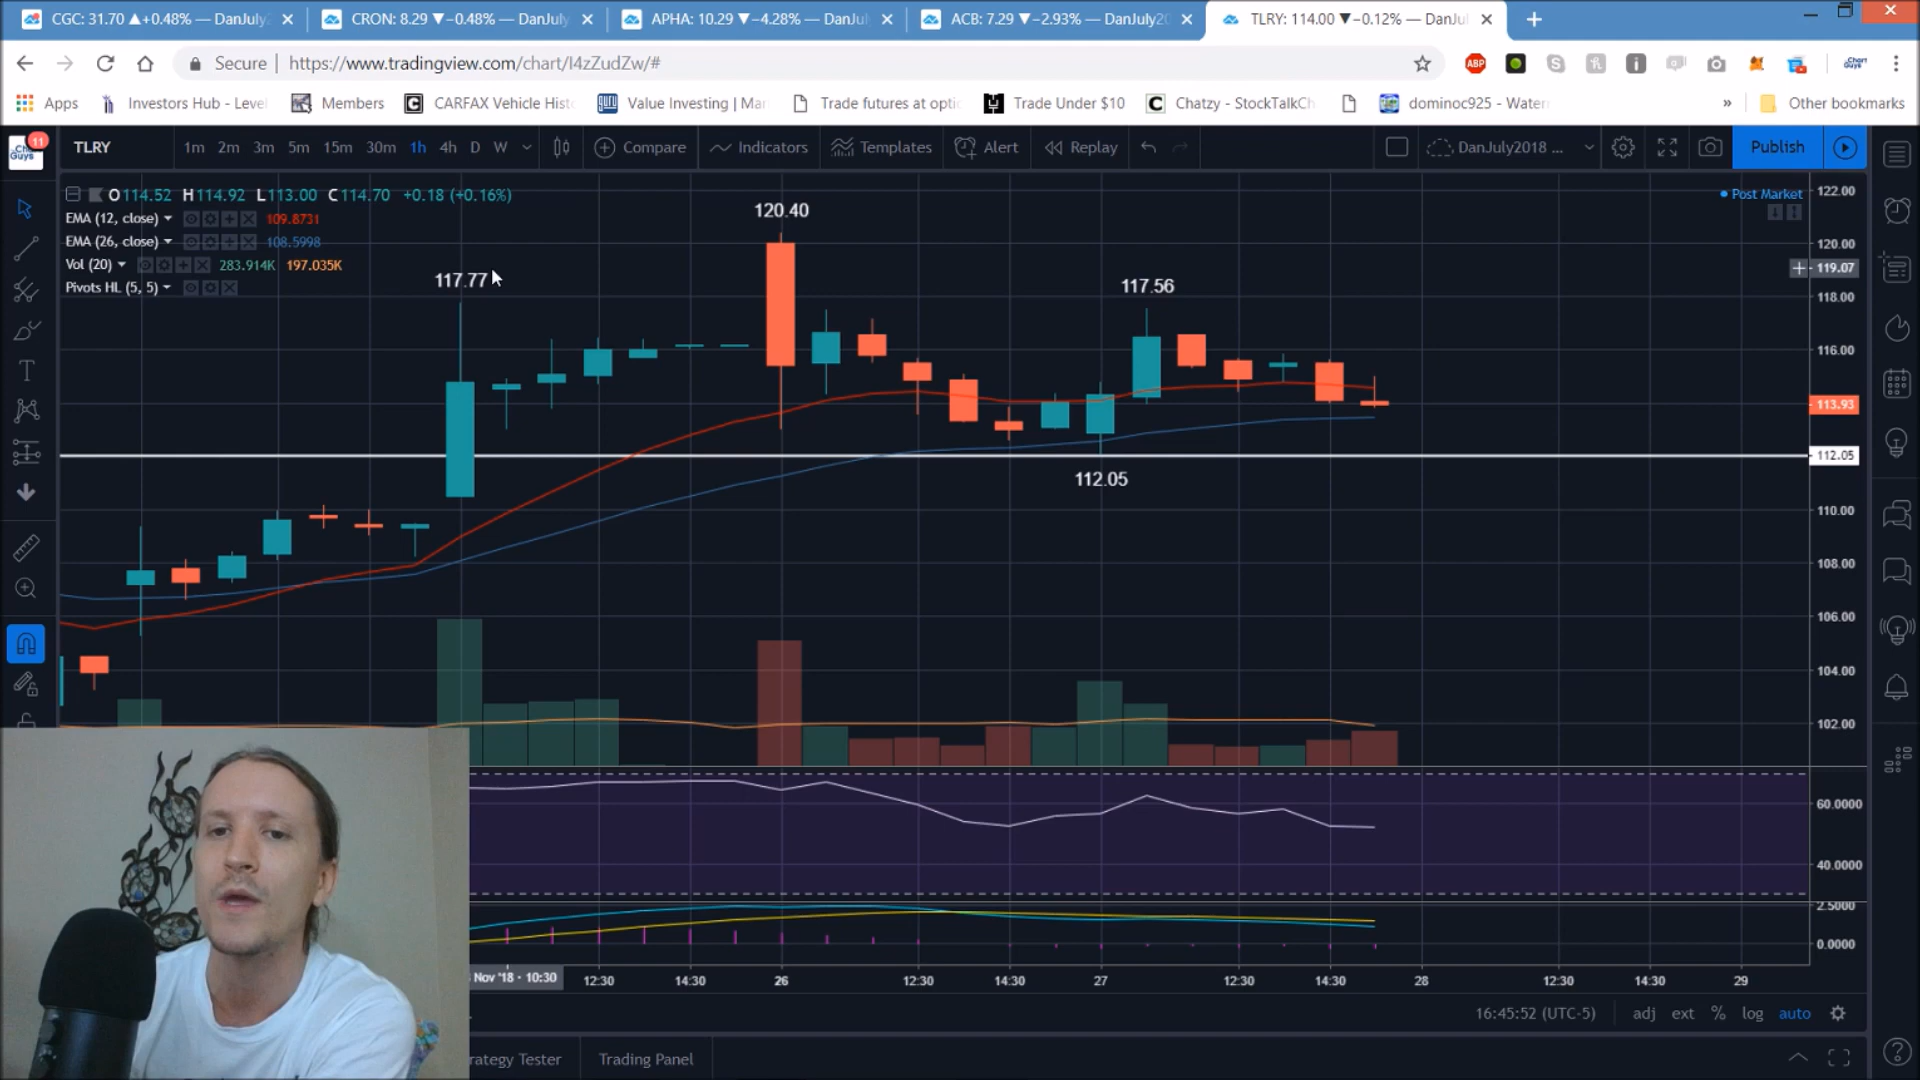 CGC: 31.70 ▲+0.48% — DanJuly
CRON: 8.29 ▼−0.48% — DanJuly
APHA: 10.29 ▼−4.28% — DanJul
ACB: 7.29 ▼−2.93% — DanJuly20
TLRY: 114.00 ▼−0.12% — DanJul
Secure https://www.tradingview.com/chart/I4zZudZw/#
ABP
Apps
Investors Hub - Level
Members
CARFAX Vehicle Hist
guru
Value Investing | Mar
Trade futures at optio
Trade Under $10
Chatzy - StockTalkCh
dominoc925 - Water
» Other bookmarks
11
TLRY 1m 2m 3m 5m 15m 30m 1h 4h D W Compare Indicators Templates Alert Replay DanJuly2018 ... Publish
O114.52 H114.92 L113.00 C114.70 +0.18 (+0.16%)
EMA (12, close) 109.8731
EMA (26, close) 108.5998
Vol (20) 283.914K 197.035K
Pivots HL (5, 5)
Post Market
117.77
120.40
117.56
112.05
122.00
120.00
119.07
118.00
116.00
113.93
112.05
110.00
108.00
106.00
104.00
102.00
60.0000
40.0000
2.5000
0.0000
Nov '18 - 10:30 12:30 14:30 26 12:30 14:30 27 12:30 14:30 28 12:30 14:30 29
16:45:52 (UTC-5) adj ext % log auto
rategy Tester Trading Panel